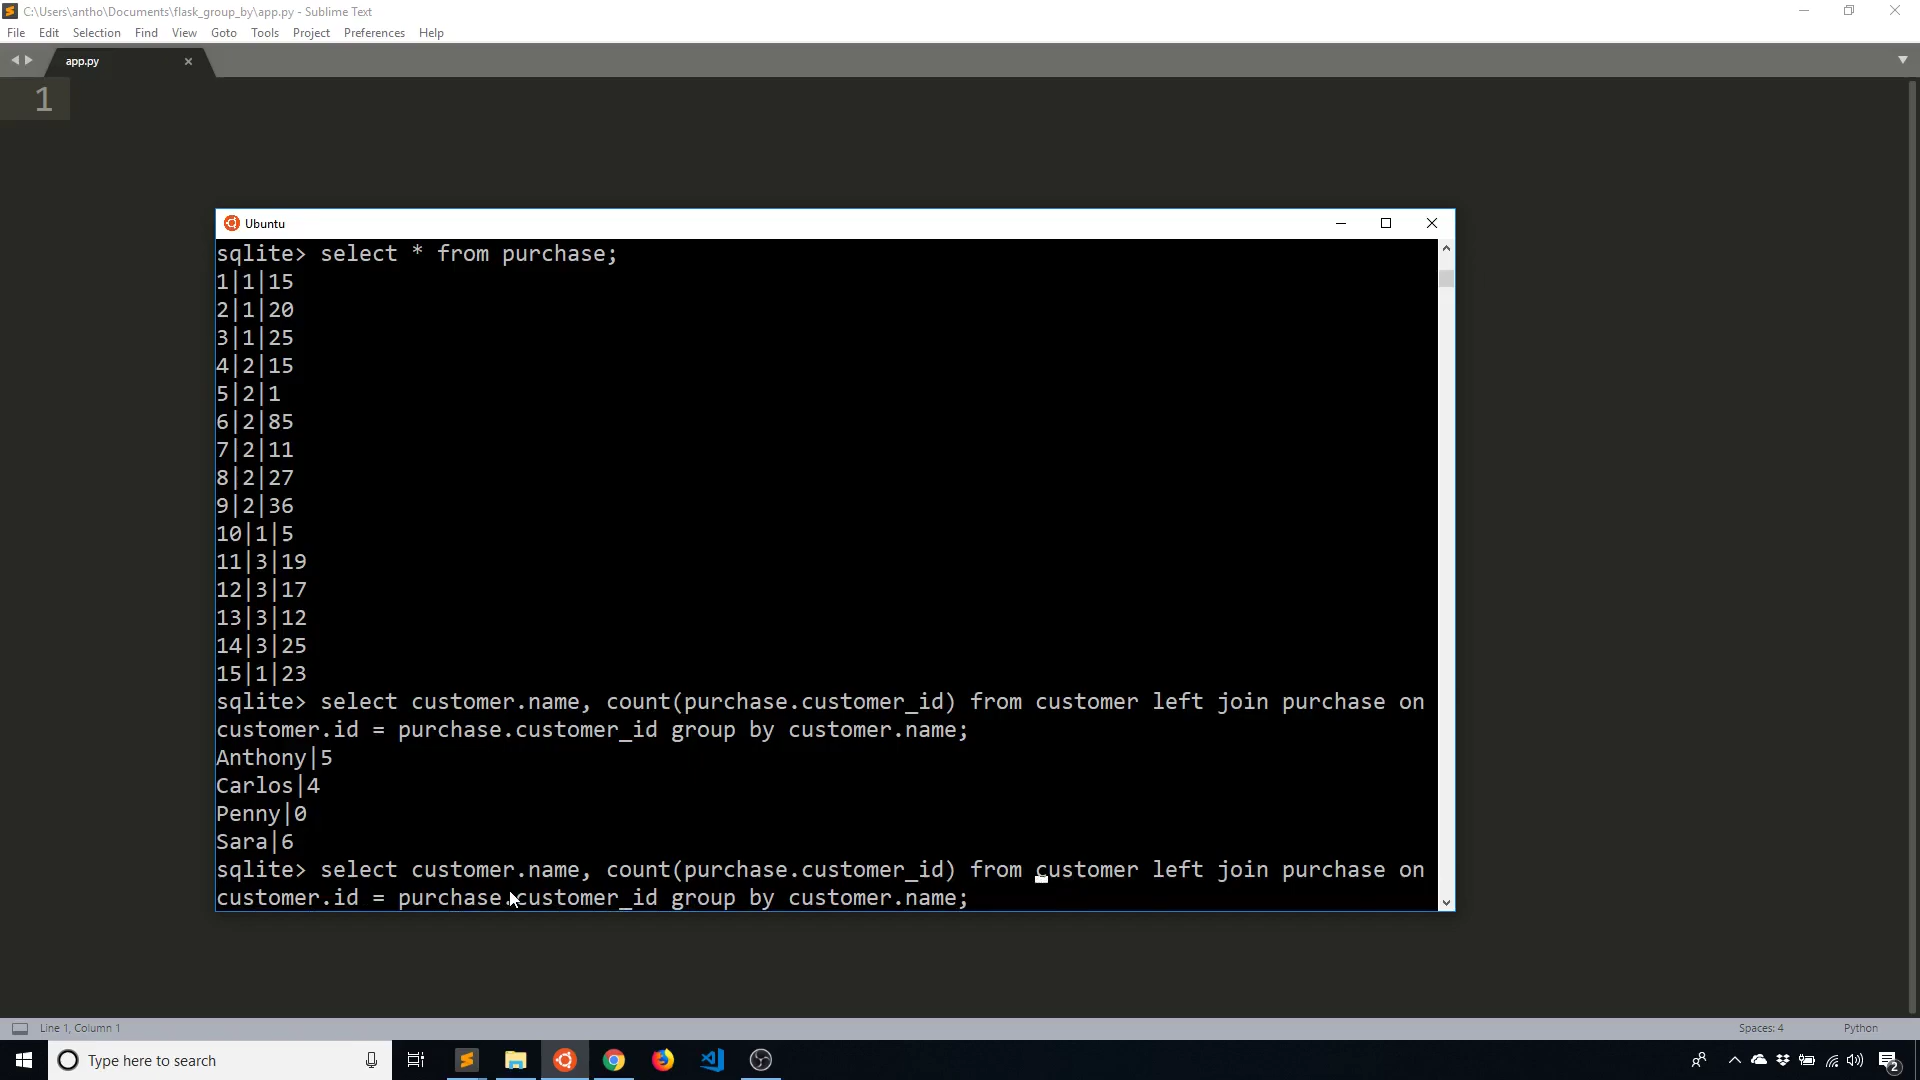 C:\Users\antho\Documents\flask_group_by\app.py - Sublime Text
File Edit Selection Find View Goto Tools Project Preferences Help
app.py
1
Ubuntu
sqlite> select * from purchase;
1|1|15
2|1|20
3|1|25
4|2|15
5|2|1
6|2|85
7|2|11
8|2|27
9|2|36
10|1|5
11|3|19
12|3|17
13|3|12
14|3|25
15|1|23
sqlite> select customer.name, count(purchase.customer_id) from customer left join purchase on
customer.id = purchase.customer_id group by customer.name;
Anthony|5
Carlos|4
Penny|0
Sara|6
sqlite> select customer.name, count(purchase.customer_id) from customer left join purchase on
customer.id = purchase.customer_id group by customer.name;
Line 1, Column 1 Spaces: 4 Python
Type here to search 2